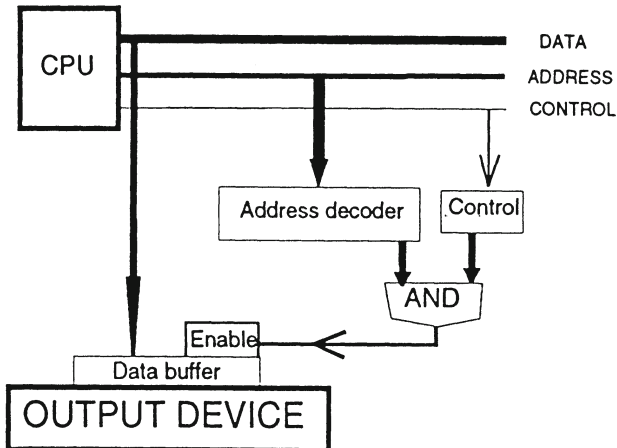 CPU
DATA
ADDRESS
CONTROL
Address decoder
Control
AND
Enable
Data buffer
OUTPUT DEVICE